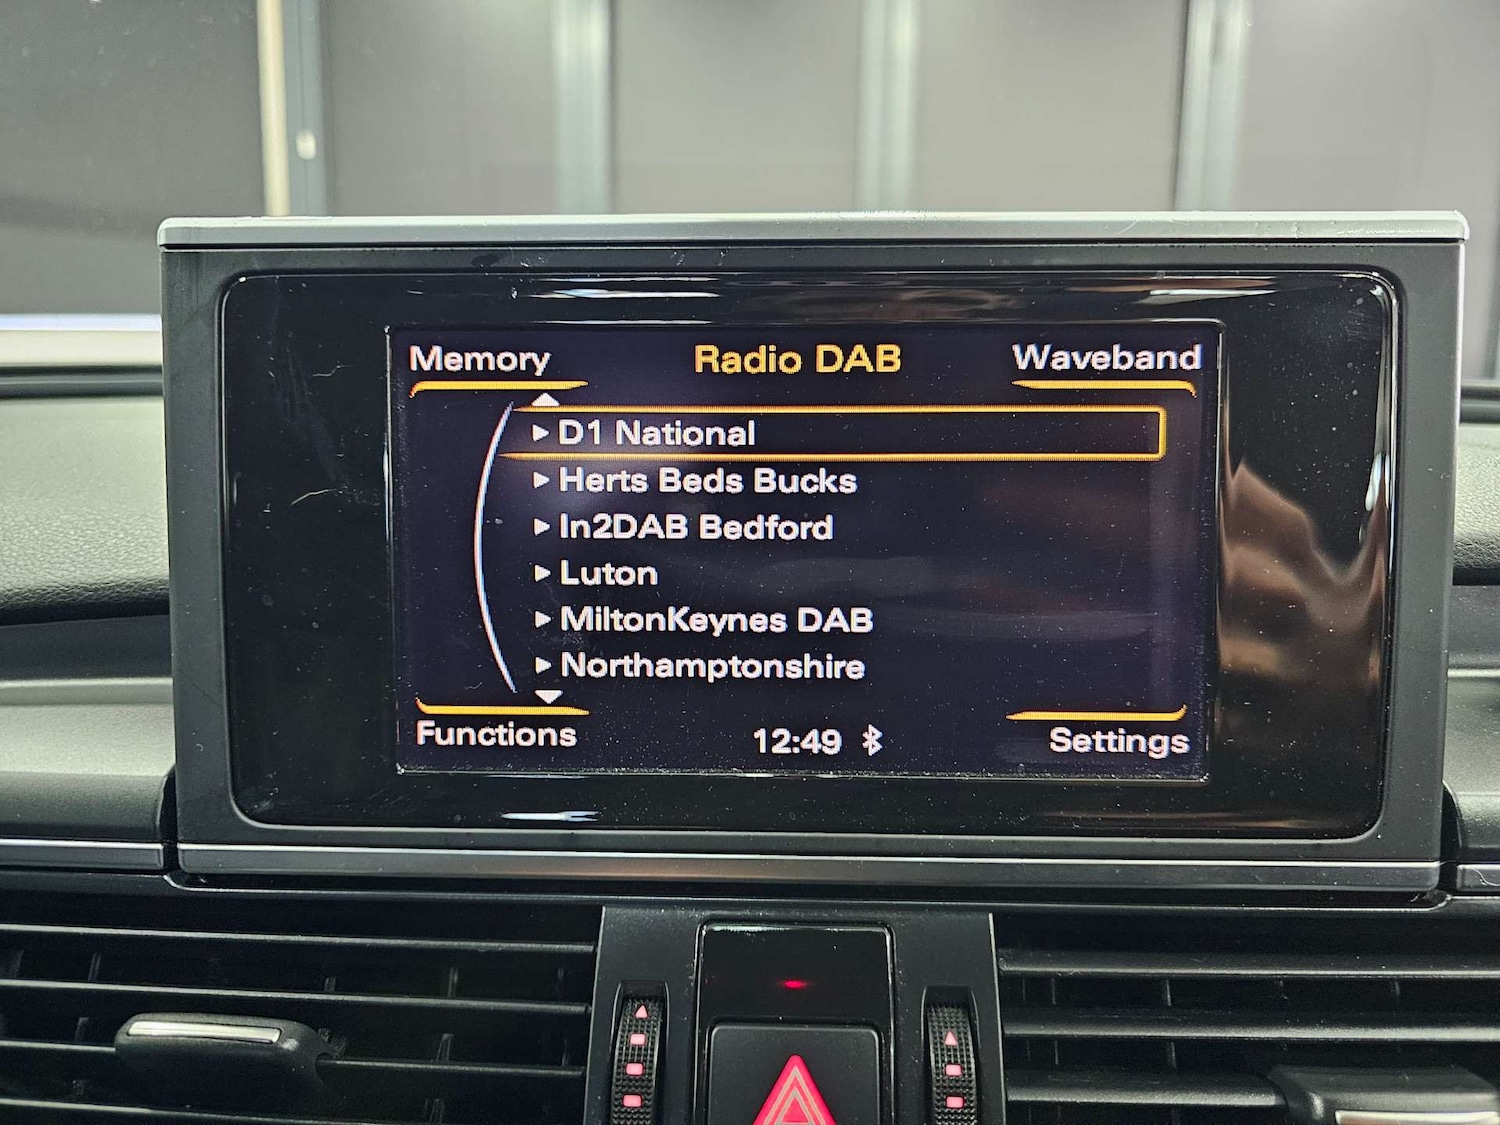 Memory Radio DAB Waveband
D1 National
Herts Beds Bucks
In2DAB Bedford
Luton
MiltonKeynes DAB
Northamptonshire
Functions 12:49 Settings